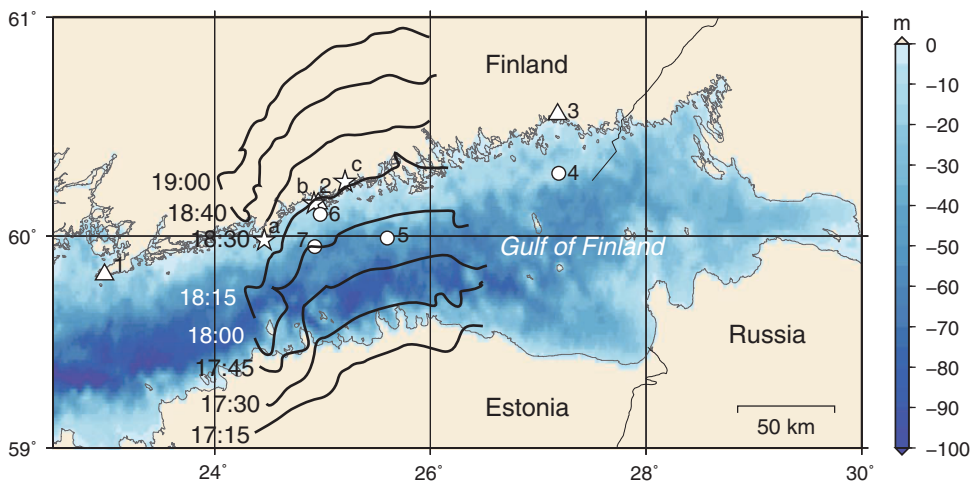 61°
m
0
Finland
-10
3
-20
c
4
b 2
19:00
-30
6
18:40
a
-40
60°
18:30
7
5
Gulf of Finland
-50
1
18:15
-60
18:00
Russia
-70
17:45
-80
17:30
Estonia
50 km
17:15
-90
59°
-100
24° 26° 28° 30°